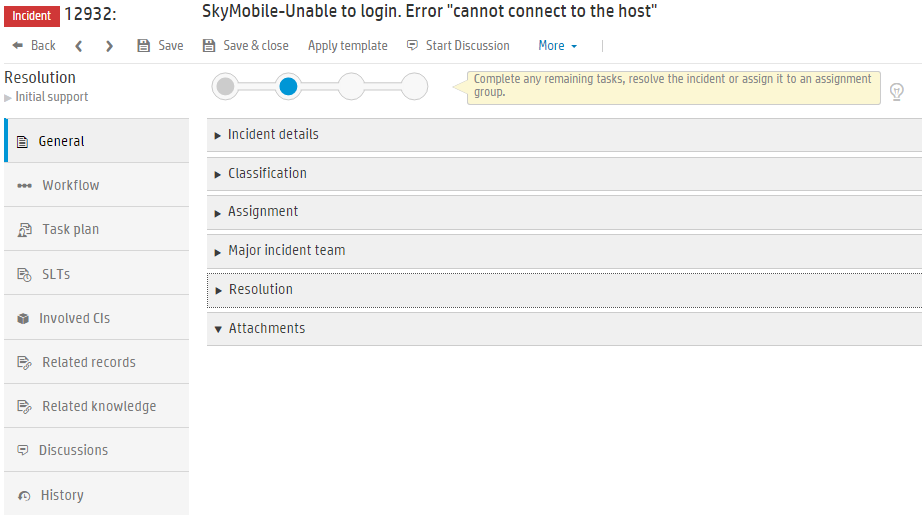 Incident 12932: SkyMobile-Unable to login. Error "cannot connect to the host"
Back Save Save & close Apply template Start Discussion More
Resolution
Initial support
Complete any remaining tasks, resolve the incident or assign it to an assignment
group.
General
Workflow
Task plan
SLTs
Involved CIs
Related records
Related knowledge
Discussions
History
Incident details
Classification
Assignment
Major incident team
Resolution
Attachments